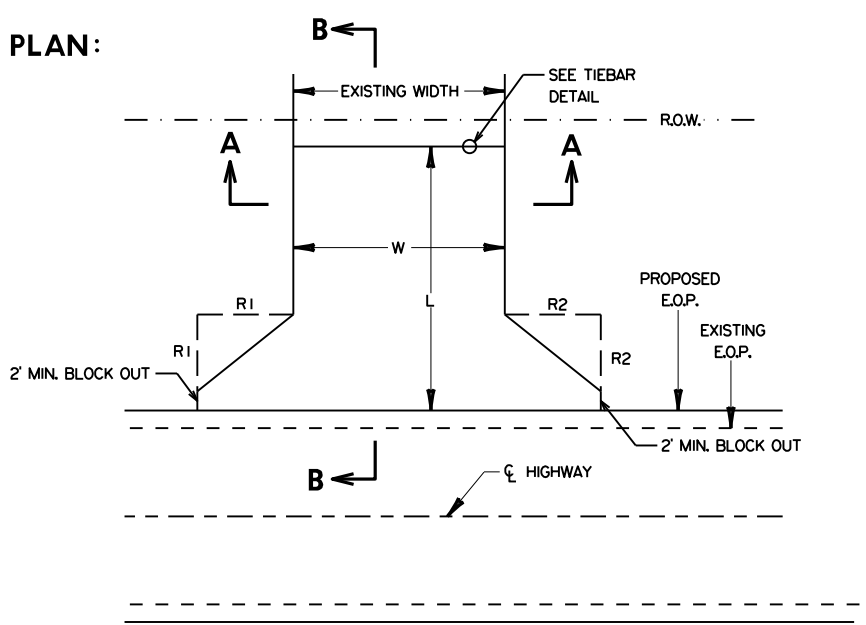 PLAN:
B
EXISTING WIDTH
SEE TIEBAR
DETAIL
R.O.W.
A
A
W
L
R1
R2
PROPOSED
E.O.P.
R1
R2
EXISTING
E.O.P.
2' MIN. BLOCK OUT
2' MIN. BLOCK OUT
B
℄ HIGHWAY